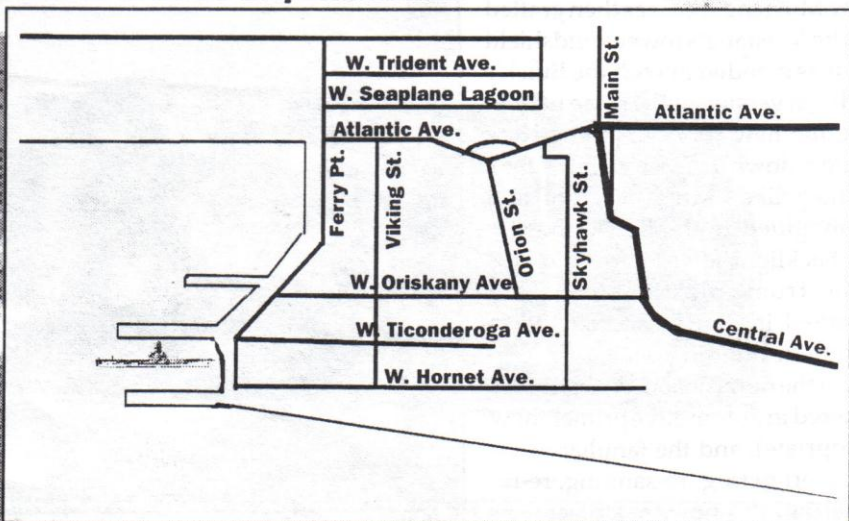 W. Trident Ave.
W. Seaplane Lagoon
Atlantic Ave.
Main St.
Atlantic Ave.
Ferry Pt.
Viking St.
Orion St.
Skyhawk St.
W. Oriskany Ave.
W. Ticonderoga Ave.
Central Ave.
W. Hornet Ave.